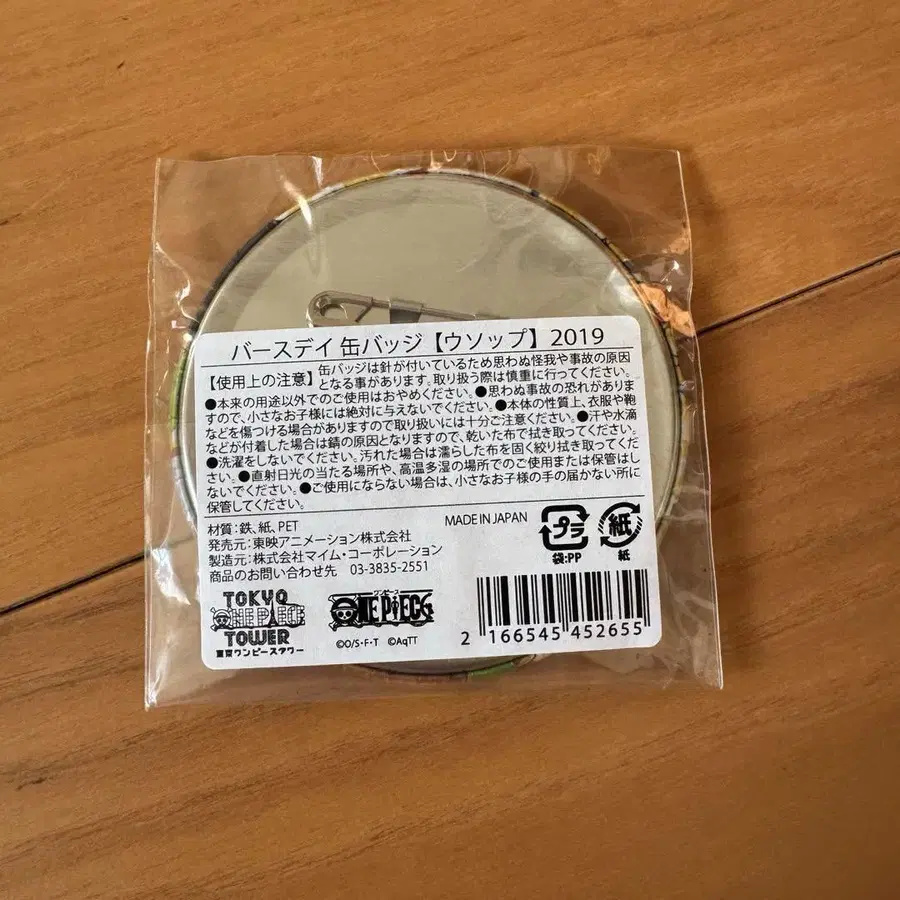 バースデイ 缶バッジ【ウソップ】2019
【使用上の注意】缶バッジは針が付いているため思わぬ怪我や事故の原因
となる事があります。取り扱う際は慎重に行ってください。
●本来の用途以外でのご使用はおやめください。●思わぬ事故の恐れがありま
すので、小さなお子様には絶対に与えないでください。●本体の性質上、衣服や鞄
などを傷つける場合がありますので取り扱いには十分ご注意ください。●汗や水滴
などが付着した場合は錆の原因となりますので、乾いた布で拭き取ってください。
●洗濯をしないでください。汚れた場合は濡らした布を固く絞り拭き取ってくだ
さい。●直射日光の当たる場所や、高温多湿の場所でのご使用または保管はし
ないでください。●ご使用にならない場合は、小さなお子様の手の届かない所に
保管してください。
材質：鉄、紙、PET
MADE IN JAPAN
発売元：東映アニメーション株式会社
製造元：株式会社マイム・コーポレーション
商品のお問い合わせ先 03-3835-2551
プラ
袋:PP
紙
紙
TOKYO
ONE PIECE
TOWER
東京ワンピースタワー
ワンピース
ONE PIECE
©O/S・F・T ©AqTT
2 166545 452655